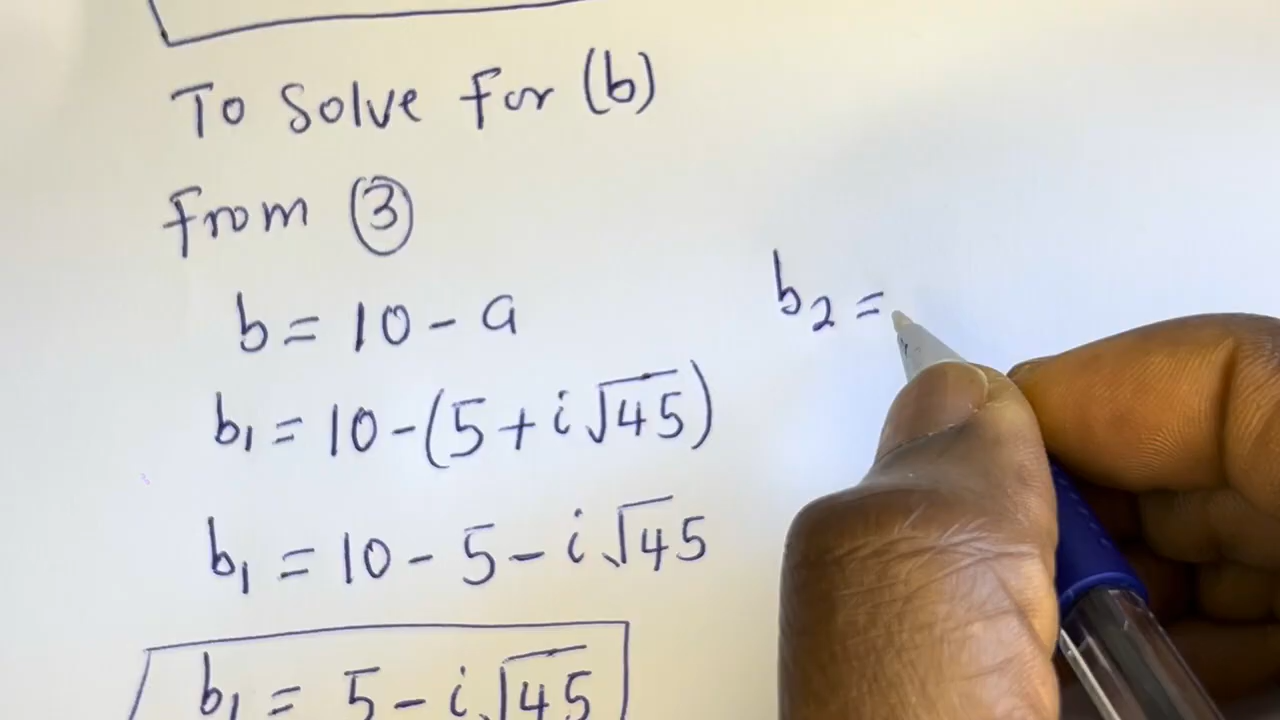 To Solve for (b)
from ③
b = 10 - a
b₁ = 10 - (5 + i√45)
b₁ = 10 - 5 - i√45
b₁ = 5 - i√45
b₂ =